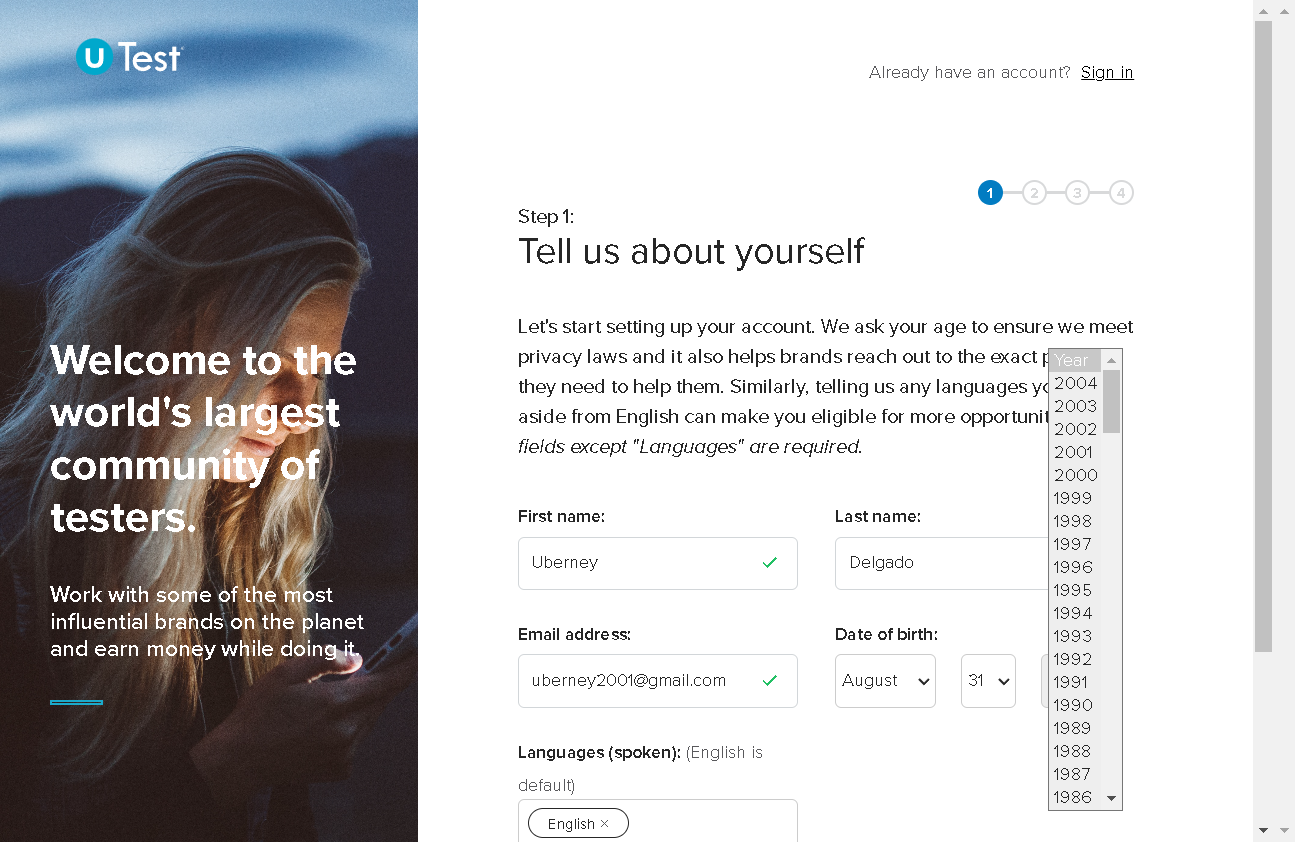 U Test
Already have an account? Sign in
1 2 3 4
Step 1:
Tell us about yourself
Let's start setting up your account. We ask your age to ensure we meet
privacy laws and it also helps brands reach out to the exact
they need to help them. Similarly, telling us any languages
aside from English can make you eligible for more
fields except "Languages" are required.
Welcome to the
world's largest
community of
testers.
Work with some of the most
influential brands on the planet
and earn money while doing it.
First name:
Uberney
Last name:
Delgado
Email address:
uberney2001@gmail.com
Date of birth:
August
31
Year
2004
2003
2002
2001
2000
1999
1998
1997
1996
1995
1994
1993
1992
1991
1990
1989
1988
1987
1986
Languages (spoken): (English is
default)
English ×